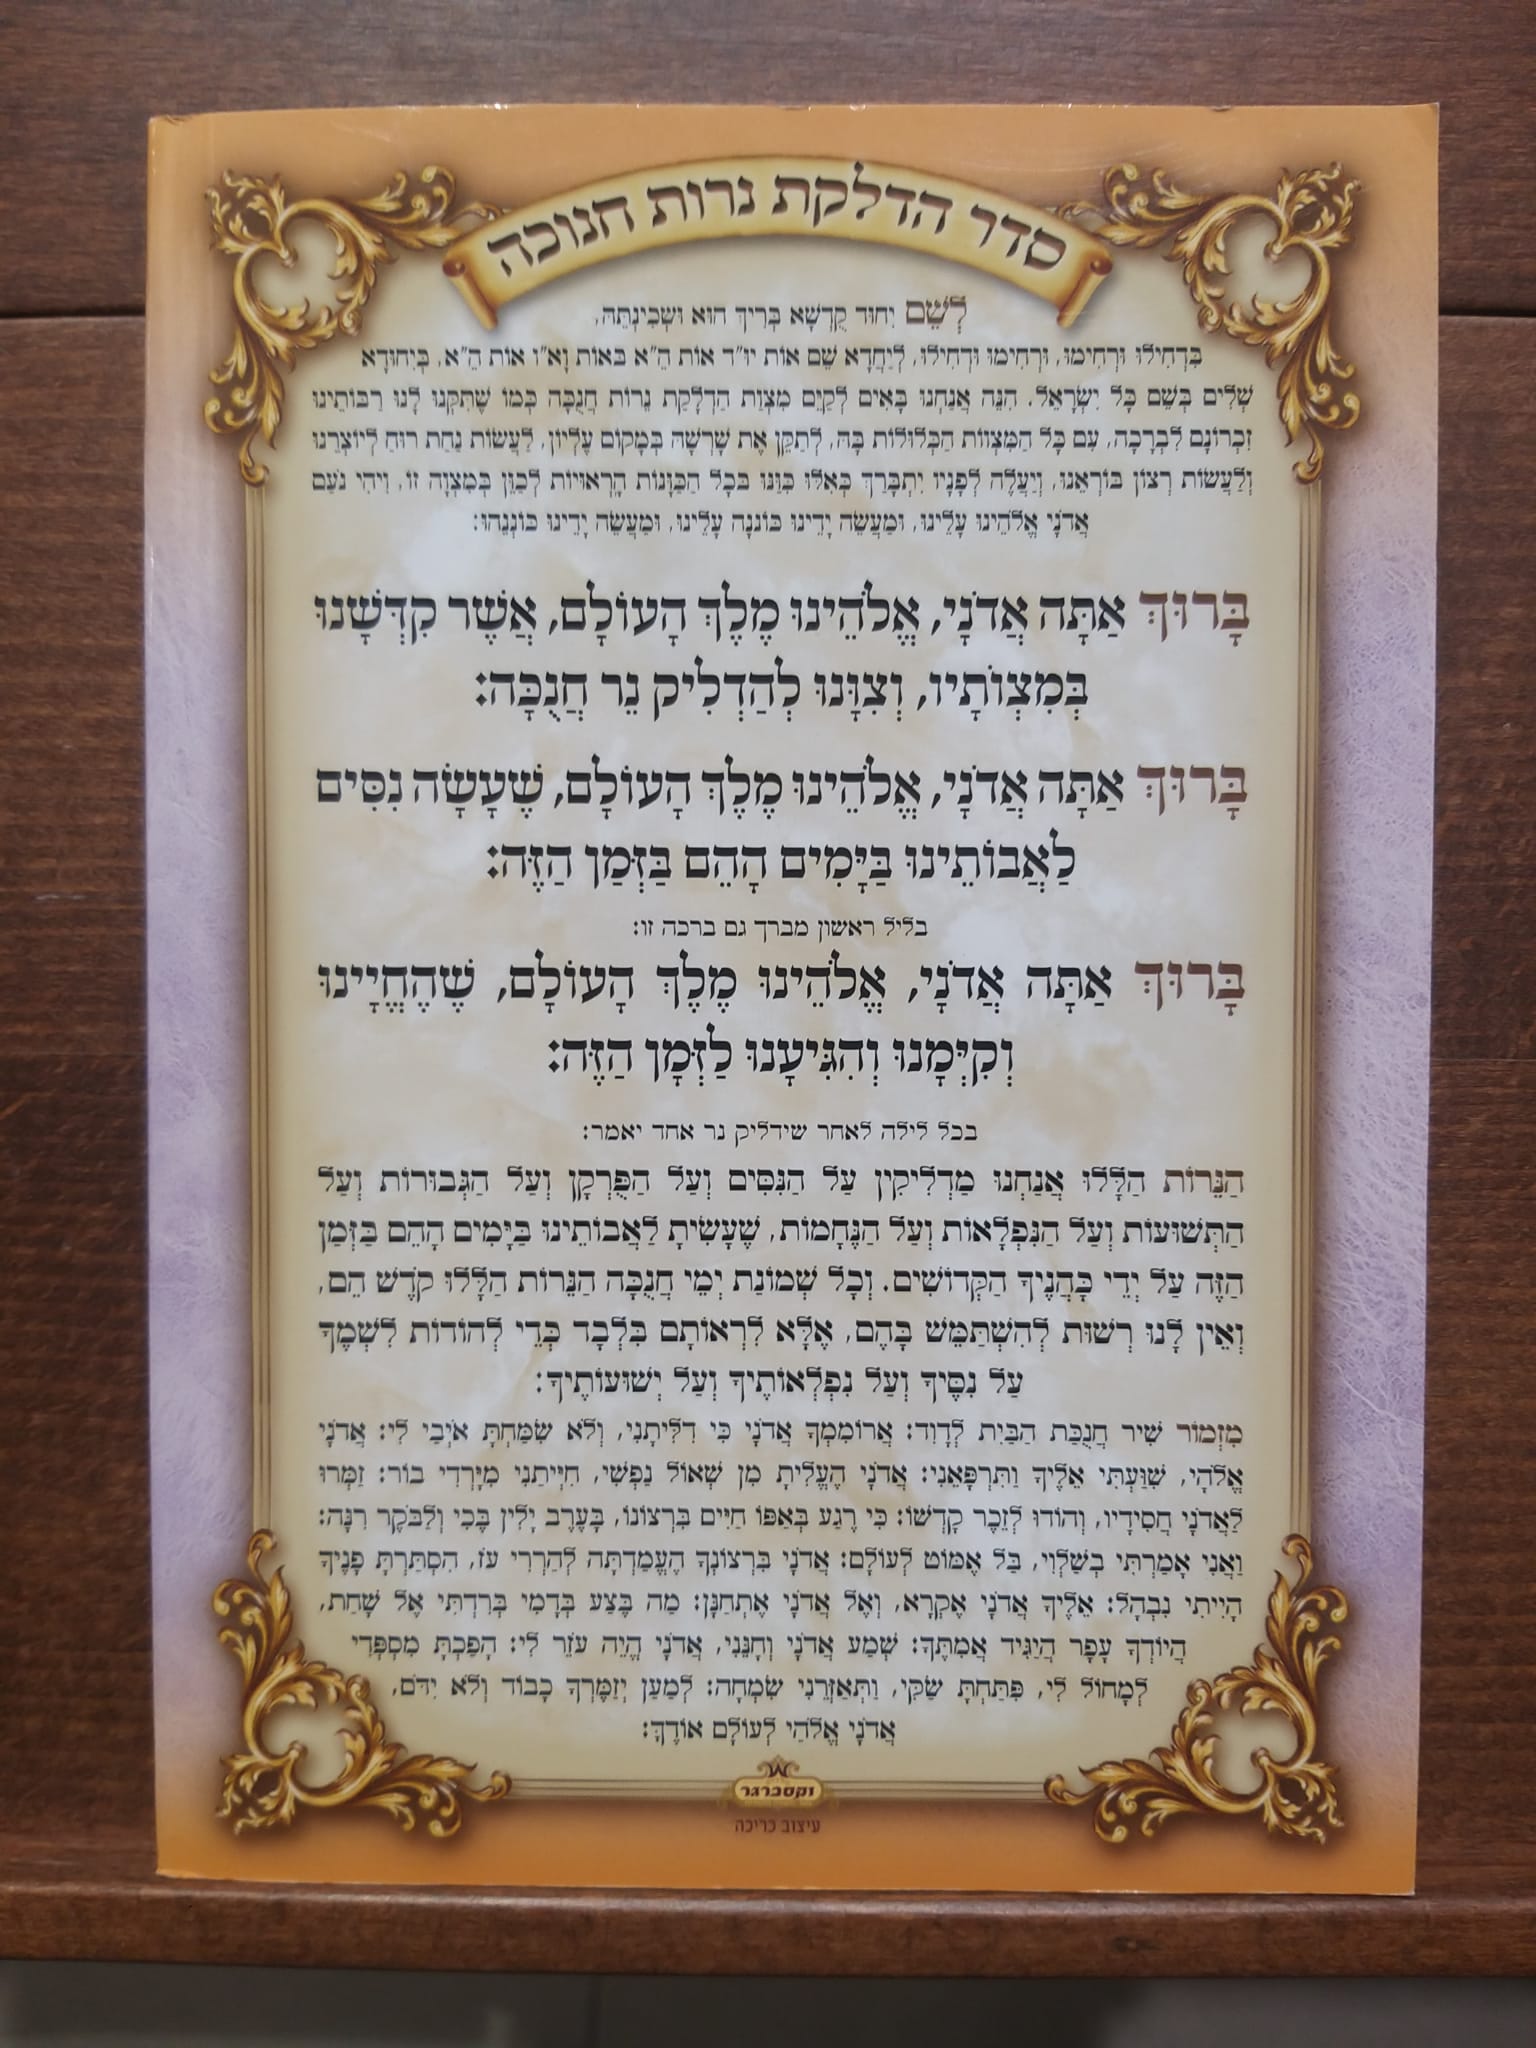 סדר הדלקת נרות חנוכה
לְשֵׁם יִחוּד קֻדְשָׁא בְּרִיךְ הוּא וּשְׁכִינְתֵּהּ,
בִּדְחִילוּ וּרְחִימוּ, וּרְחִימוּ וּדְחִילוּ, לְיַחֲדָא שֵׁם אוֹת יוּ"ד אוֹת הֵ"א בְּאוֹת וָא"ו אוֹת הֵ"א, בְּיִחוּדָא
שְׁלִים בְּשֵׁם כָּל יִשְׂרָאֵל. הִנֵּה אֲנַחְנוּ בָּאִים לְקַיֵּם מִצְוַת הַדְלָקַת נֵרוֹת חֲנֻכָּה כְּמוֹ שֶׁתִּקְּנוּ לָנוּ רַבּוֹתֵינוּ
זִכְרוֹנָם לִבְרָכָה, עִם כָּל הַמִּצְווֹת הַכְּלוּלוֹת בָּהּ, לְתַקֵּן אֶת שָׁרְשָׁהּ בְּמָקוֹם עֶלְיוֹן, לַעֲשׂוֹת נַחַת רוּחַ לְיוֹצְרֵנוּ
וְלַעֲשׂוֹת רְצוֹן בּוֹרְאֵנוּ, וְיַעֲלֶה לְפָנָיו יִתְבָּרַךְ כְּאִלּוּ כִּוַּנּוּ בְּכָל הַכַּוָּנוֹת הָרְאוּיוֹת לְכַוֵּן בְּמִצְוָה זוֹ, וִיהִי נֹעַם
אֲדֹנָי אֱלֹהֵינוּ עָלֵינוּ, וּמַעֲשֵׂה יָדֵינוּ כּוֹנְנָה עָלֵינוּ, וּמַעֲשֵׂה יָדֵינוּ כּוֹנְנֵהוּ:
בָּרוּךְ אַתָּה אֲדֹנָי, אֱלֹהֵינוּ מֶלֶךְ הָעוֹלָם, אֲשֶׁר קִדְּשָׁנוּ
בְּמִצְוֹתָיו, וְצִוָּנוּ לְהַדְלִיק נֵר חֲנֻכָּה:
בָּרוּךְ אַתָּה אֲדֹנָי, אֱלֹהֵינוּ מֶלֶךְ הָעוֹלָם, שֶׁעָשָׂה נִסִּים
לַאֲבוֹתֵינוּ בַּיָּמִים הָהֵם בַּזְּמַן הַזֶּה:
בליל ראשון מברך גם ברכה זו:
בָּרוּךְ אַתָּה אֲדֹנָי, אֱלֹהֵינוּ מֶלֶךְ הָעוֹלָם, שֶׁהֶחֱיָינוּ
וְקִיְּמָנוּ וְהִגִּיעָנוּ לַזְּמָן הַזֶּה:
בכל לילה לאחר שידליק נר אחד יאמר:
הַנֵּרוֹת הַלָּלוּ אֲנַחְנוּ מַדְלִיקִין עַל הַנִּסִּים וְעַל הַפֻּרְקָן וְעַל הַגְּבוּרוֹת וְעַל
הַתְּשׁוּעוֹת וְעַל הַנִּפְלָאוֹת וְעַל הַנֶּחָמוֹת, שֶׁעָשִׂיתָ לַאֲבוֹתֵינוּ בַּיָּמִים הָהֵם בַּזְּמַן
הַזֶּה עַל יְדֵי כֹּהֲנֶיךָ הַקְּדוֹשִׁים. וְכָל שְׁמוֹנַת יְמֵי חֲנֻכָּה הַנֵּרוֹת הַלָּלוּ קֹדֶשׁ הֵם,
וְאֵין לָנוּ רְשׁוּת לְהִשְׁתַּמֵּשׁ בָּהֶם, אֶלָּא לִרְאוֹתָם בִּלְבָד כְּדֵי לְהוֹדוֹת לִשְׁמֶךָ
עַל נִסֶּיךָ וְעַל נִפְלְאוֹתֶיךָ וְעַל יְשׁוּעוֹתֶיךָ:
מִזְמוֹר שִׁיר חֲנֻכַּת הַבַּיִת לְדָוִד: אֲרוֹמִמְךָ אֲדֹנָי כִּי דִלִּיתָנִי, וְלֹא שִׂמַּחְתָּ אֹיְבַי לִי: אֲדֹנָי
אֱלֹהָי, שִׁוַּעְתִּי אֵלֶיךָ וַתִּרְפָּאֵנִי: אֲדֹנָי הֶעֱלִיתָ מִן שְׁאוֹל נַפְשִׁי, חִיִּיתַנִי מִיָּרְדִי בוֹר: זַמְּרוּ
לַאֲדֹנָי חֲסִידָיו, וְהוֹדוּ לְזֵכֶר קָדְשׁוֹ: כִּי רֶגַע בְּאַפּוֹ חַיִּים בִּרְצוֹנוֹ, בָּעֶרֶב יָלִין בֶּכִי וְלַבֹּקֶר רִנָּה:
וַאֲנִי אָמַרְתִּי בְשַׁלְוִי, בַּל אֶמּוֹט לְעוֹלָם: אֲדֹנָי בִּרְצוֹנְךָ הֶעֱמַדְתָּה לְהַרְרִי עֹז, הִסְתַּרְתָּ פָנֶיךָ
הָיִיתִי נִבְהָל: אֵלֶיךָ אֲדֹנָי אֶקְרָא, וְאֶל אֲדֹנָי אֶתְחַנָּן: מַה בֶּצַע בְּדָמִי בְּרִדְתִּי אֶל שָׁחַת,
הֲיוֹדְךָ עָפָר הֲיַגִּיד אֲמִתֶּךָ: שְׁמַע אֲדֹנָי וְחָנֵּנִי, אֲדֹנָי הֱיֵה עֹזֵר לִי: הָפַכְתָּ מִסְפְּדִי
לְמָחוֹל לִי, פִּתַּחְתָּ שַׂקִּי, וַתְּאַזְּרֵנִי שִׂמְחָה: לְמַעַן יְזַמֶּרְךָ כָבוֹד וְלֹא יִדֹּם,
אֲדֹנָי אֱלֹהַי לְעוֹלָם אוֹדֶךָּ:
וקסברגר
עיצוב כריכה